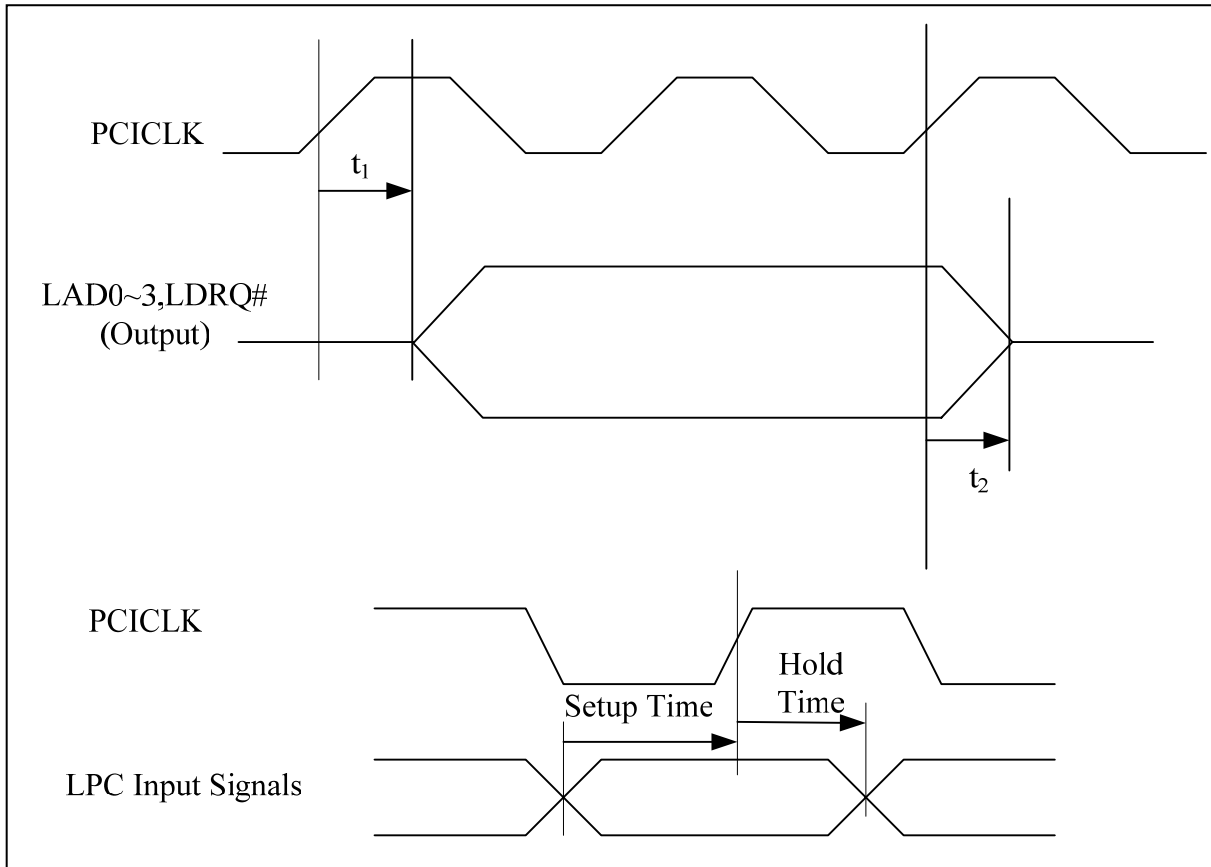 PCICLK
t1
LAD0~3,LDRQ#
(Output)
t2
PCICLK
Hold
Time
Setup Time
LPC Input Signals